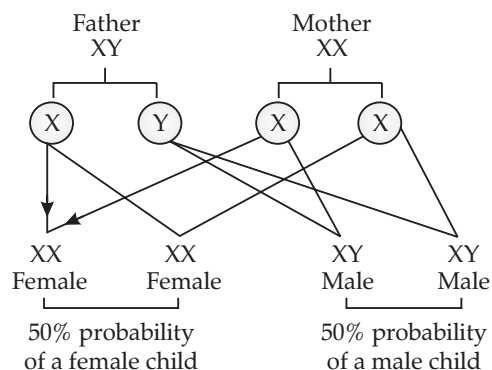 Father Mother
XY XX
X Y X X
XX XX XY XY
Female Female Male Male
50% probability 50% probability
of a female child of a male child